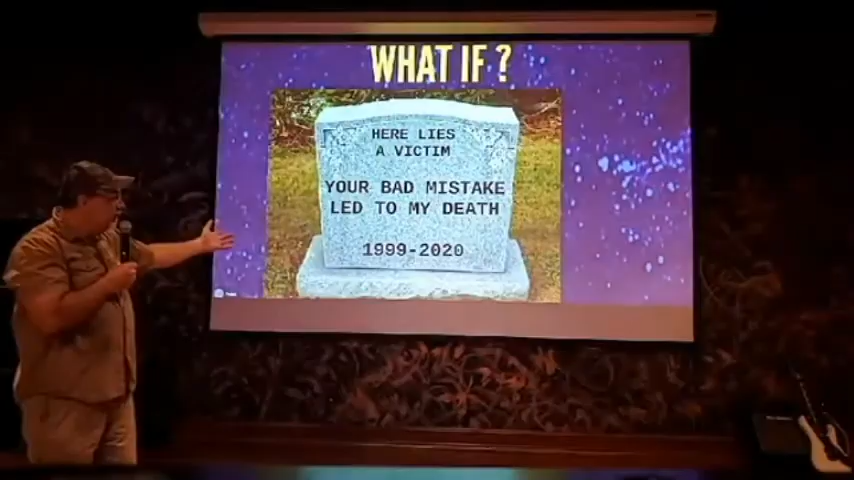 WHAT IF ?
HERE LIES
A VICTIM
YOUR BAD MISTAKE
LED TO MY DEATH
1999-2020